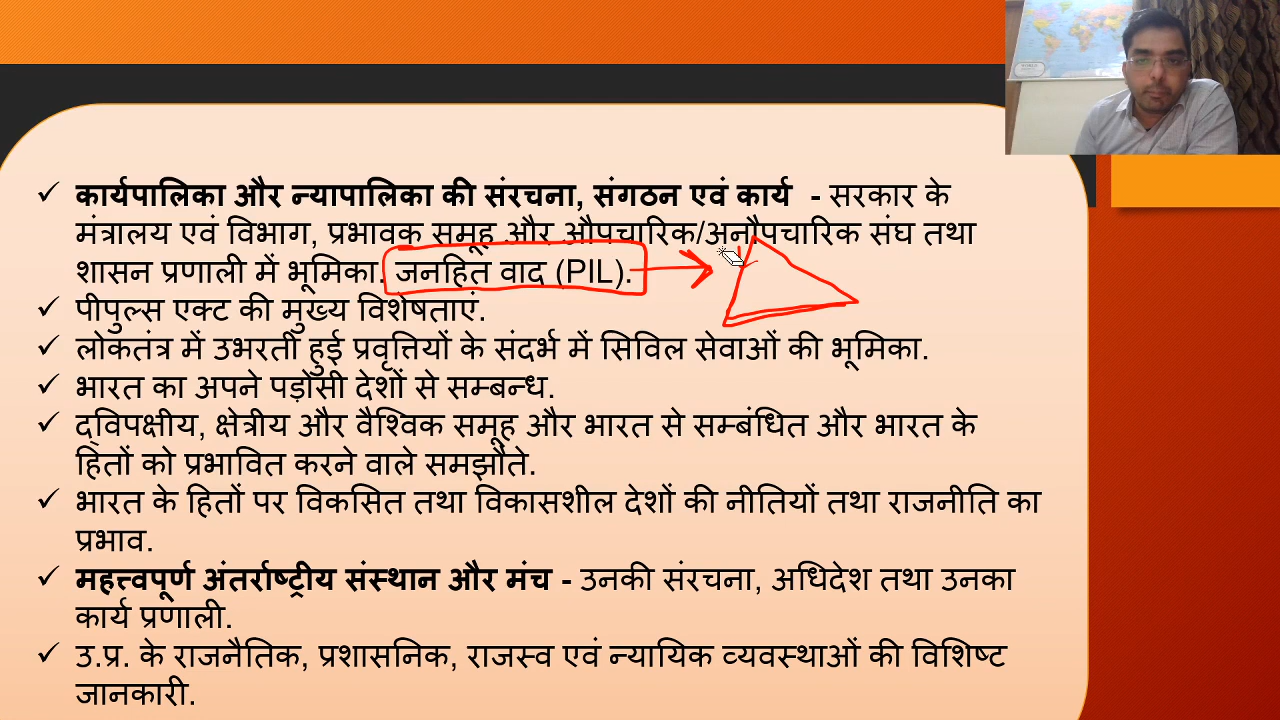 ✓ कार्यपालिका और न्यापालिका की संरचना, संगठन एवं कार्य - सरकार के
मंत्रालय एवं विभाग, प्रभावक समूह और औपचारिक/अनौपचारिक संघ तथा
शासन प्रणाली में भूमिका. जनहित वाद (PIL).
✓ पीपुल्स एक्ट की मुख्य विशेषताएं.
✓ लोकतंत्र में उभरती हुई प्रवृत्तियों के संदर्भ में सिविल सेवाओं की भूमिका.
✓ भारत का अपने पड़ोसी देशों से सम्बन्ध.
✓ द्विपक्षीय, क्षेत्रीय और वैश्विक समूह और भारत से सम्बंधित और भारत के
हितों को प्रभावित करने वाले समझौते.
✓ भारत के हितों पर विकसित तथा विकासशील देशों की नीतियों तथा राजनीति का
प्रभाव.
✓ महत्त्वपूर्ण अंतर्राष्ट्रीय संस्थान और मंच - उनकी संरचना, अधिदेश तथा उनका
कार्य प्रणाली.
✓ उ.प्र. के राजनैतिक, प्रशासनिक, राजस्व एवं न्यायिक व्यवस्थाओं की विशिष्ट
जानकारी.